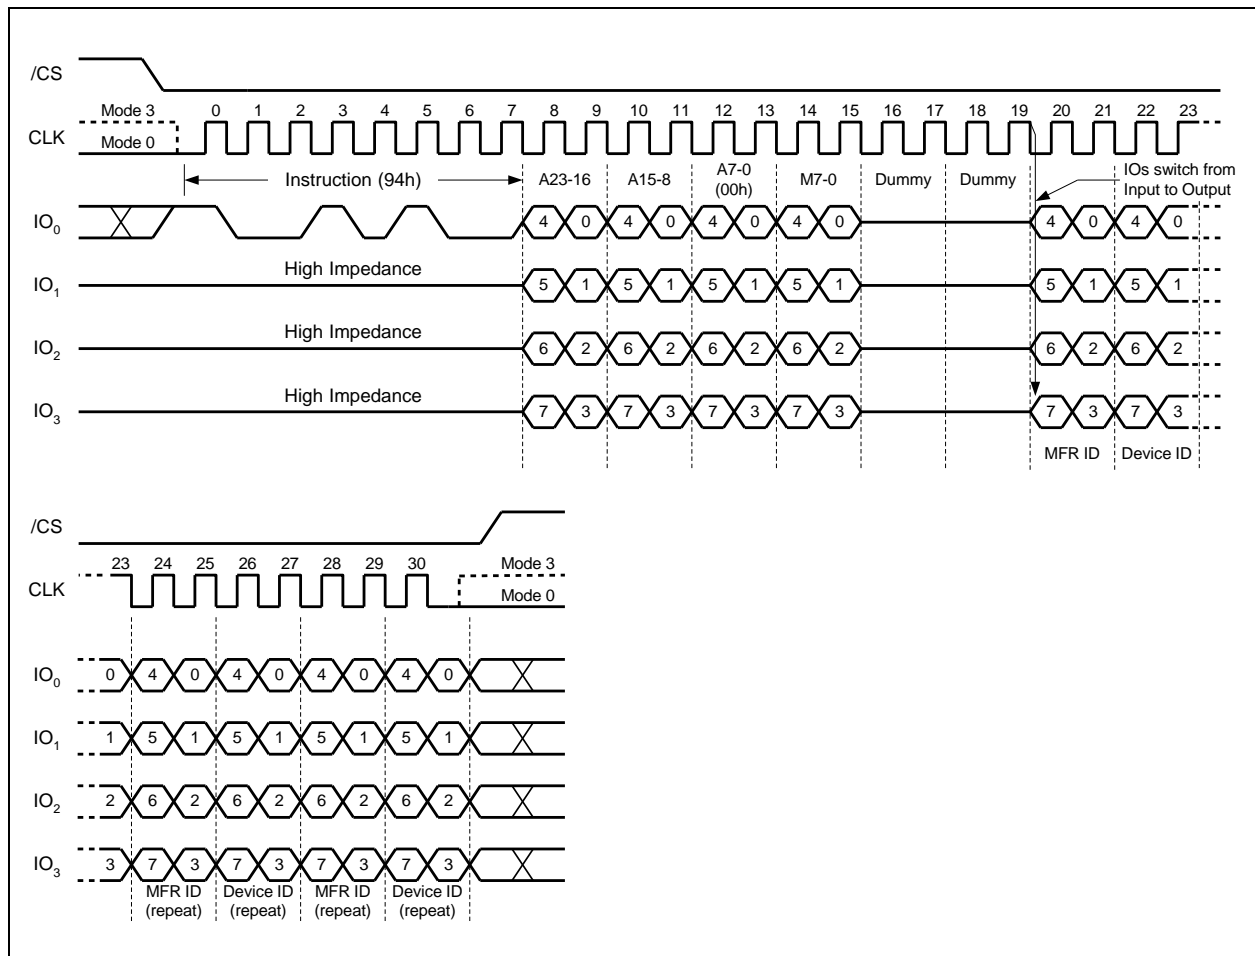 /CS
Mode 3
0 1 2 3 4 5 6 7 8 9 10 11 12 13 14 15 16 17 18 19 20 21 22 23
CLK
Mode 0
Instruction (94h)
A23-16
A15-8
A7-0
(00h)
M7-0
Dummy
Dummy
IOs switch from
Input to Output
IO0 4 0 4 0 4 0 4 0 4 0 4 0
High Impedance
IO1 5 1 5 1 5 1 5 1 5 1 5 1
High Impedance
IO2 6 2 6 2 6 2 6 2 6 2 6 2
High Impedance
IO3 7 3 7 3 7 3 7 3 7 3 7 3
MFR ID
Device ID
/CS
23 24 25 26 27 28 29 30
Mode 3
CLK
Mode 0
IO0 0 4 0 4 0 4 0 4 0
IO1 1 5 1 5 1 5 1 5 1
IO2 2 6 2 6 2 6 2 6 2
IO3 3 7 3 7 3 7 3 7 3
MFR ID
(repeat)
Device ID
(repeat)
MFR ID
(repeat)
Device ID
(repeat)